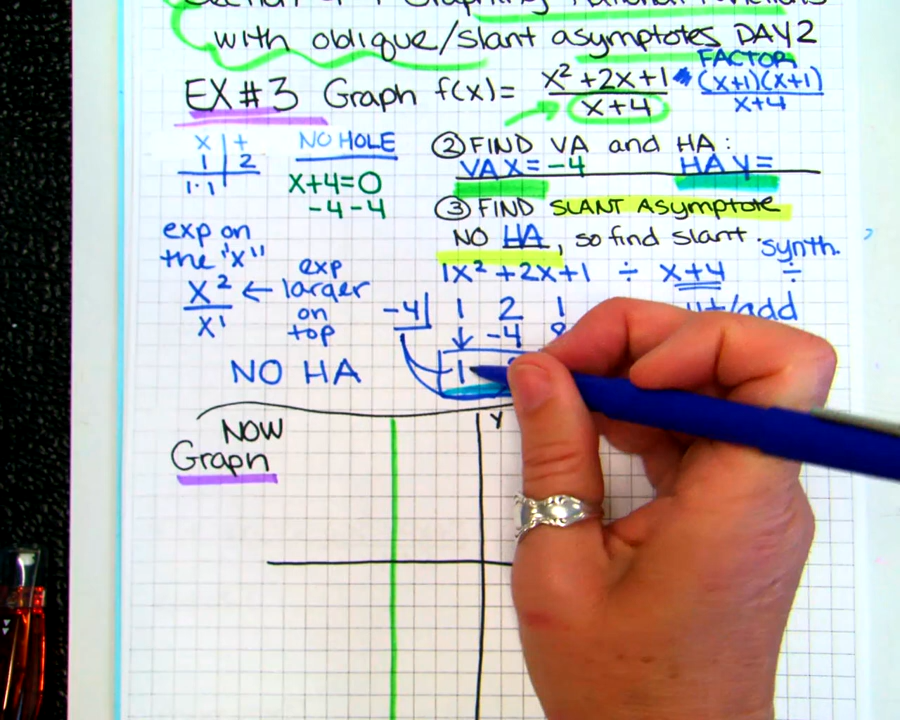 with oblique/slant asymptotes DAY 2
FACTOR
EX #3 Graph f(x) = x² + 2x + 1 (x+1)(x+1)
x + 4 x+4
x + NO HOLE
1 2
1·1
x+4=0
-4 -4
② FIND VA and HA:
VA X= -4 HA Y=
③ FIND SLANT Asymptote
NO HA, so find slant.
synth.
÷
1x² + 2x + 1 ÷ x+4
exp on
the "x"
x² ← exp larger on top
x¹
NO HA
-4 1 2 1
↓ -4 8
1
/add
NOW
Graph
Y